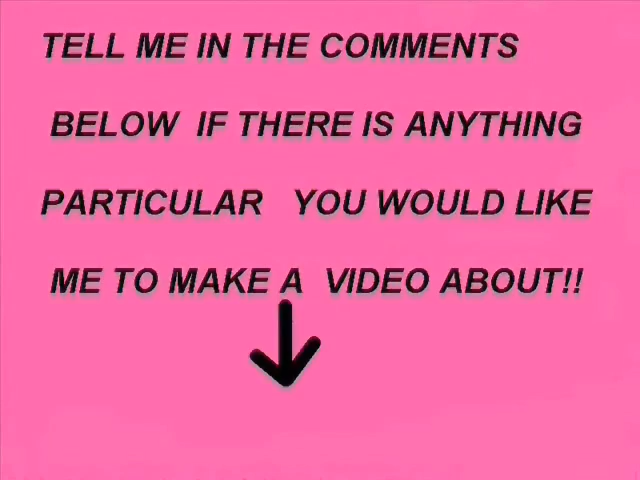 TELL ME IN THE COMMENTS
BELOW IF THERE IS ANYTHING
PARTICULAR YOU WOULD LIKE
ME TO MAKE A VIDEO ABOUT!!